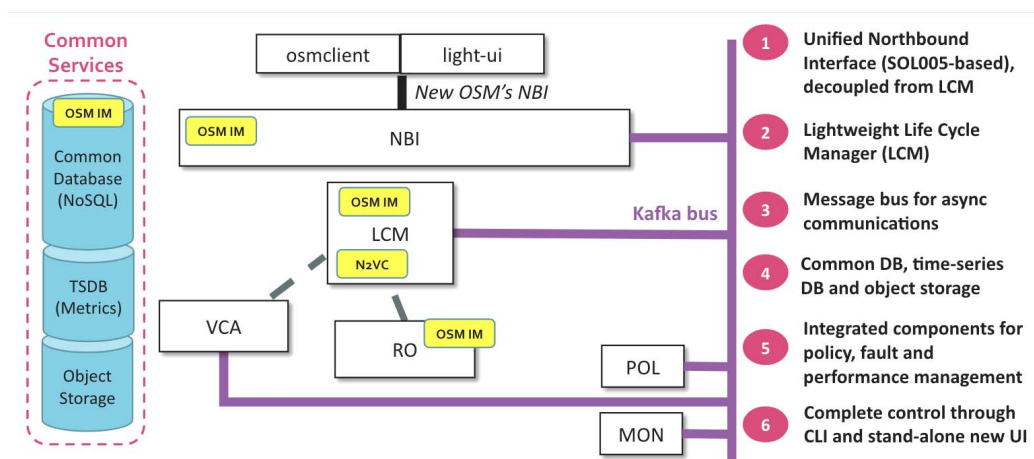 Common
Services
OSM IM
Common
Database
(NoSQL)
TSDB
(Metrics)
Object
Storage
osmclient
light-ui
New OSM's NBI
OSM IM
NBI
OSM IM
LCM
N2VC
Kafka bus
VCA
OSM IM
RO
POL
MON
1
Unified Northbound
Interface (SOL005-based),
decoupled from LCM
2
Lightweight Life Cycle
Manager (LCM)
3
Message bus for async
communications
4
Common DB, time-series
DB and object storage
5
Integrated components for
policy, fault and
performance management
6
Complete control through
CLI and stand-alone new UI